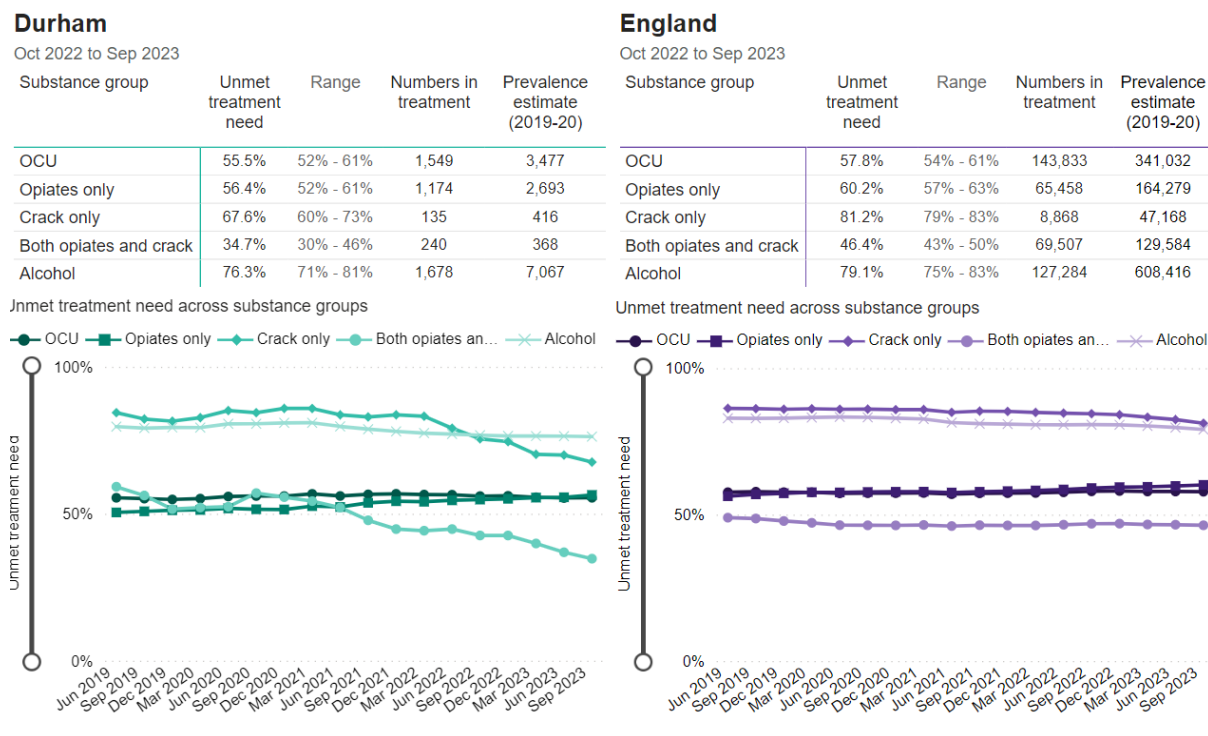 Durham
Oct 2022 to Sep 2023
Substance group Unmet treatment need Range Numbers in treatment Prevalence estimate (2019-20)
OCU 55.5% 52% - 61% 1,549 3,477
Opiates only 56.4% 52% - 61% 1,174 2,693
Crack only 67.6% 60% - 73% 135 416
Both opiates and crack 34.7% 30% - 46% 240 368
Alcohol 76.3% 71% - 81% 1,678 7,067
Unmet treatment need across substance groups
OCU Opiates only Crack only Both opiates an... Alcohol
100%
50%
0%
Unmet treatment need
Jun 2019 Sep 2019 Dec 2019 Mar 2020 Jun 2020 Sep 2020 Dec 2020 Mar 2021 Jun 2021 Sep 2021 Dec 2021 Mar 2022 Jun 2022 Sep 2022 Dec 2022 Mar 2023 Jun 2023 Sep 2023
England
Oct 2022 to Sep 2023
Substance group Unmet treatment need Range Numbers in treatment Prevalence estimate (2019-20)
OCU 57.8% 54% - 61% 143,833 341,032
Opiates only 60.2% 57% - 63% 65,458 164,279
Crack only 81.2% 79% - 83% 8,868 47,168
Both opiates and crack 46.4% 43% - 50% 69,507 129,584
Alcohol 79.1% 75% - 83% 127,284 608,416
Unmet treatment need across substance groups
OCU Opiates only Crack only Both opiates an... Alcohol
100%
50%
0%
Unmet treatment need
Jun 2019 Sep 2019 Dec 2019 Mar 2020 Jun 2020 Sep 2020 Dec 2020 Mar 2021 Jun 2021 Sep 2021 Dec 2021 Mar 2022 Jun 2022 Sep 2022 Dec 2022 Mar 2023 Jun 2023 Sep 2023